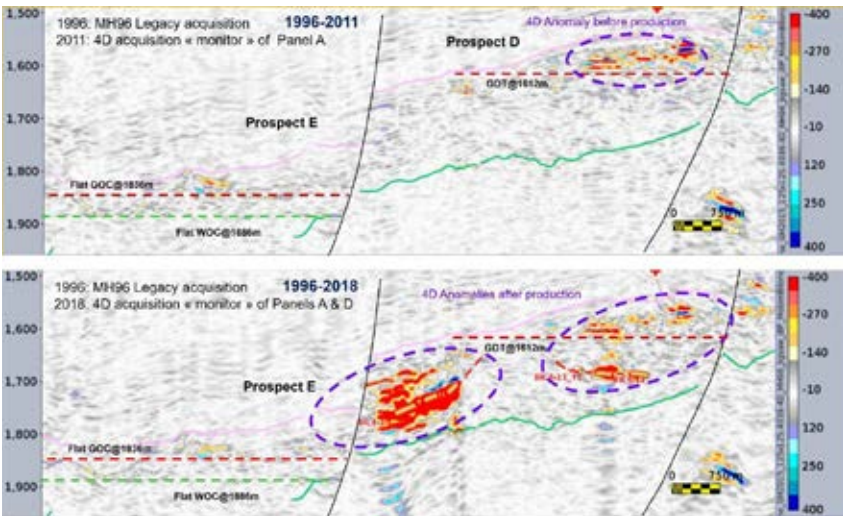 1,500
1,600
1,700
1,800
1,900
1996: MH96 Legacy acquisition
1996-2011
2011: 4D acquisition « monitor » of Panel A
4D Anomaly before production
Prospect D
GDT@1612m
Prospect E
Flat GOC@1836m
Flat WOC@1886m
0 750 m
-400
-270
-140
-10
120
250
400
1,500
1,600
1,700
1,800
1,900
1996: MH96 Legacy acquisition
1996-2018
2018: 4D acquisition « monitor » of Panels A & D
4D Anomalies after production
GDT@1612m
Prospect E
Flat GOC@1836m
Flat WOC@1886m
0 750 m
-400
-270
-140
-10
120
250
400